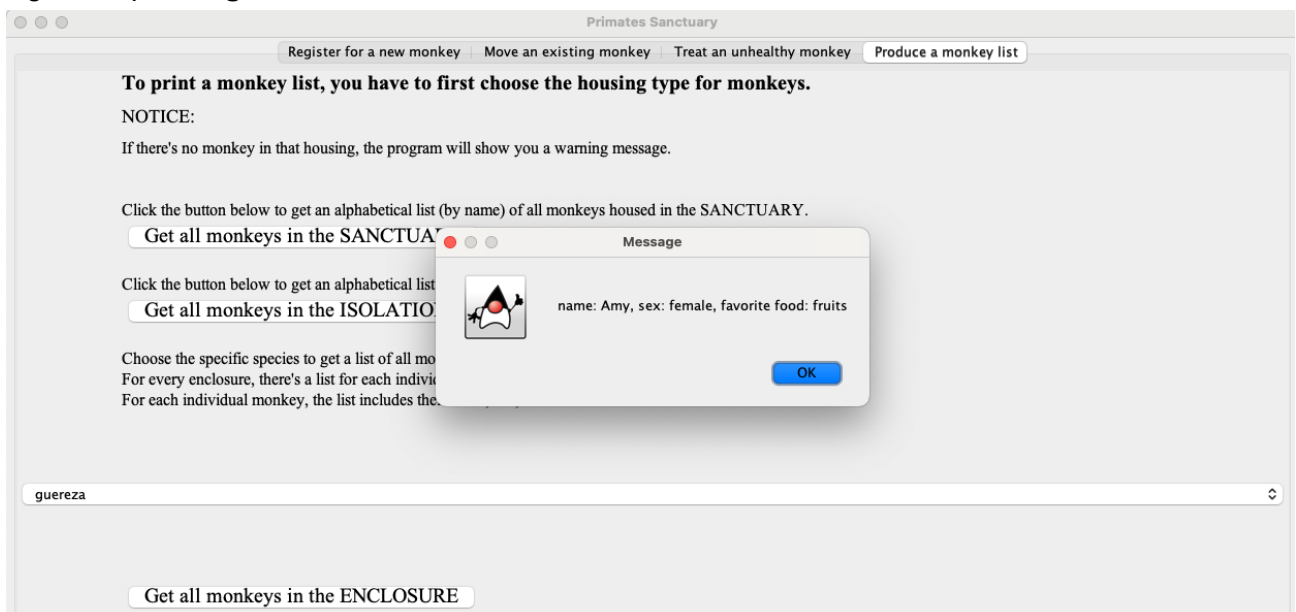 Primates Sanctuary
Register for a new monkey Move an existing monkey Treat an unhealthy monkey Produce a monkey list
To print a monkey list, you have to first choose the housing type for monkeys.
NOTICE:
If there's no monkey in that housing, the program will show you a warning message.
Click the button below to get an alphabetical list (by name) of all monkeys housed in the SANCTUARY.
Get all monkeys in the
Message
Click the button below to get an alphabetical list
name: Amy, sex: female, favorite food: fruits
Get all monkeys in the
Choose the specific species to get a list of all
OK
For every enclosure, there's a list for each
For each individual monkey, the list includes
guereza
Get all monkeys in the ENCLOSURE